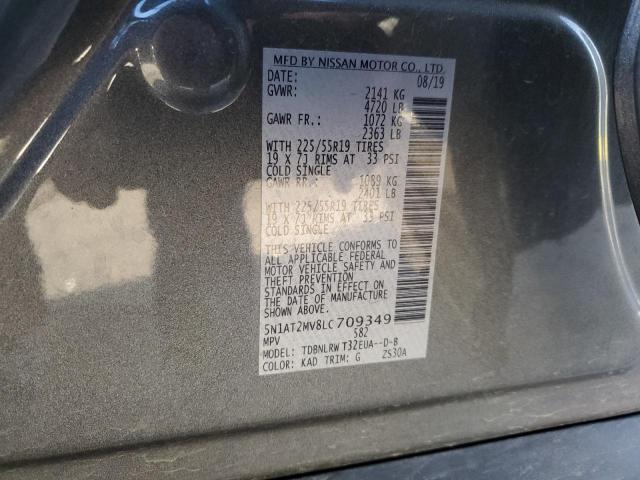 MFD BY NISSAN MOTOR CO., LTD.
DATE: 08/19
GVWR: 2141 KG
4720 LB
GAWR FR.: 1072 KG
2363 LB
WITH 225/55R19 TIRES
19 X 7J RIMS AT 33 PSI
COLD SINGLE
GAWR RR.: 1089 KG
2401 LB
WITH 225/55R19 TIRES
19 X 7J RIMS AT 33 PSI
COLD SINGLE
THIS VEHICLE CONFORMS TO
ALL APPLICABLE FEDERAL
MOTOR VEHICLE SAFETY AND
THEFT PREVENTION
STANDARDS IN EFFECT ON
THE DATE OF MANUFACTURE
SHOWN ABOVE.
5N1AT2MV8LC709349
MPV 582
MODEL: TDBNLRW T32EUA--D-B
COLOR: KAD TRIM: G ZS30A